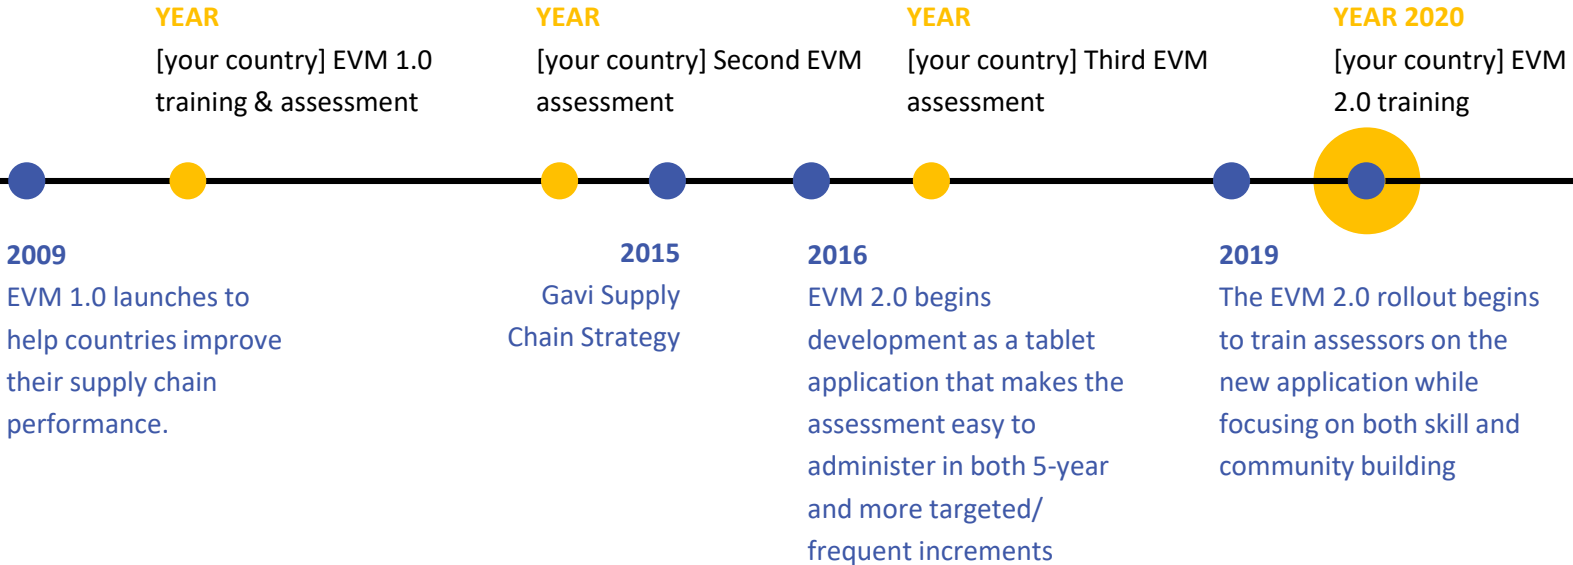 YEAR
[your country] EVM 1.0
training & assessment
YEAR
[your country] Second EVM
assessment
YEAR
[your country] Third EVM
assessment
YEAR 2020
[your country] EVM
2.0 training
2009
EVM 1.0 launches to
help countries improve
their supply chain
performance.
2015
Gavi Supply
Chain Strategy
2016
EVM 2.0 begins
development as a tablet
application that makes the
assessment easy to
administer in both 5-year
and more targeted/
frequent increments
2019
The EVM 2.0 rollout begins
to train assessors on the
new application while
focusing on both skill and
community building